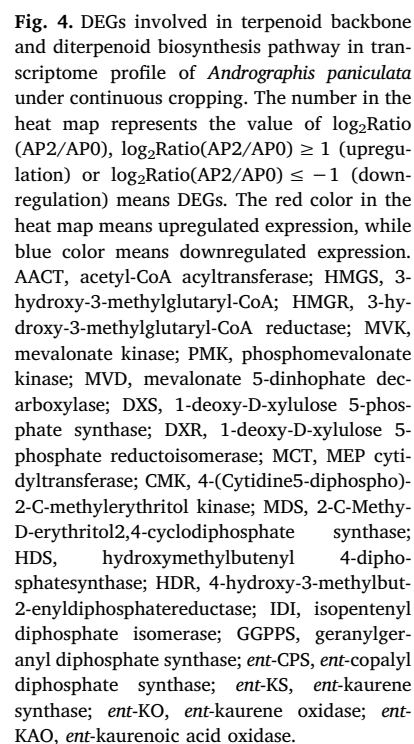 Fig. 4. DEGs involved in terpenoid backbone
and diterpenoid biosynthesis pathway in tran-
scriptome profile of Andrographis paniculata
under continuous cropping. The number in the
heat map represents the value of log₂Ratio
(AP2/AP0), log₂Ratio(AP2/AP0) ≥ 1 (upregu-
lation) or log₂Ratio(AP2/AP0) ≤ −1 (down-
regulation) means DEGs. The red color in the
heat map means upregulated expression, while
blue color means downregulated expression.
AACT, acetyl-CoA acyltransferase; HMGS, 3-
hydroxy-3-methylglutaryl-CoA; HMGR, 3-hy-
droxy-3-methylglutaryl-CoA reductase; MVK,
mevalonate kinase; PMK, phosphomevalonate
kinase; MVD, mevalonate 5-dinhophate dec-
arboxylase; DXS, 1-deoxy-D-xylulose 5-phos-
phate synthase; DXR, 1-deoxy-D-xylulose 5-
phosphate reductoisomerase; MCT, MEP cyti-
dyltransferase; CMK, 4-(Cytidine5-diphospho)-
2-C-methylerythritol kinase; MDS, 2-C-Methy-
D-erythritol2,4-cyclodiphosphate synthase;
HDS, hydroxymethylbutenyl 4-dipho-
sphatesynthase; HDR, 4-hydroxy-3-methylbut-
2-enyldiphosphatereductase; IDI, isopentenyl
diphosphate isomerase; GGPPS, geranylger-
anyl diphosphate synthase; ent-CPS, ent-copalyl
diphosphate synthase; ent-KS, ent-kaurene
synthase; ent-KO, ent-kaurene oxidase; ent-
KAO, ent-kaurenoic acid oxidase.